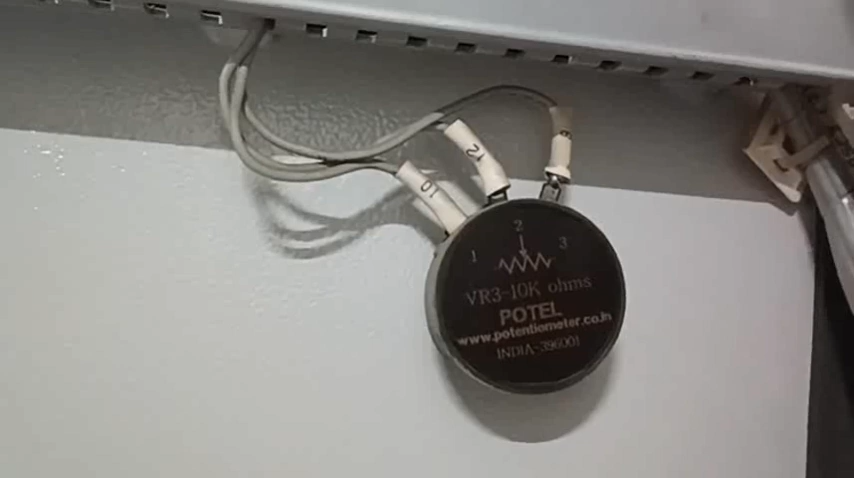 10
12
2
1
3
VR3-10K ohms
POTEL
www.potentiometer.co.in
INDIA-396001